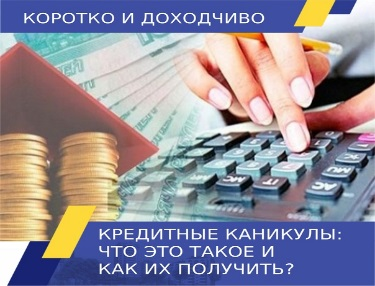 КОРОТКО И ДОХОДЧИВО
КРЕДИТНЫЕ КАНИКУЛЫ:
ЧТО ЭТО ТАКОЕ И
КАК ИХ ПОЛУЧИТЬ?